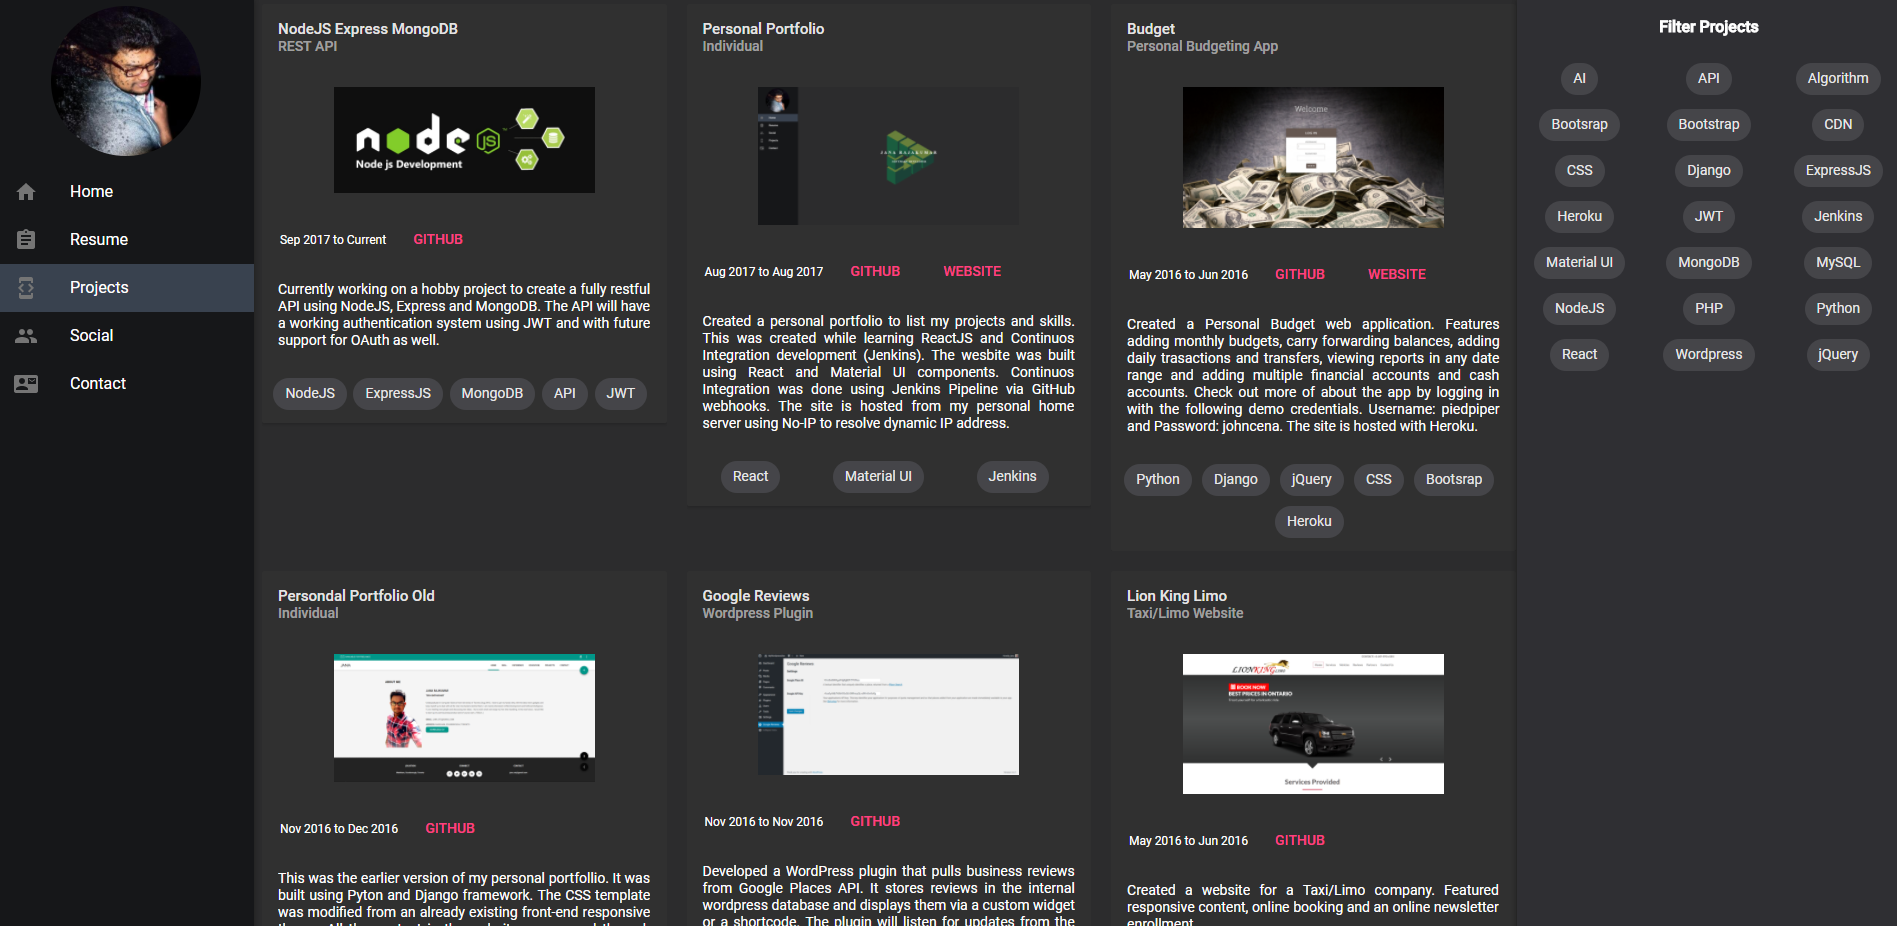 Home
Resume
Projects
Social
Contact
NodeJS Express MongoDB
REST API
node JS
Node js Development
Sep 2017 to Current GITHUB
Currently working on a hobby project to create a fully restful
API using NodeJS, Express and MongoDB. The API will have
a working authentication system using JWT and with future
support for OAuth as well.
NodeJS ExpressJS MongoDB API JWT
Personal Portfolio
Individual
Aug 2017 to Aug 2017 GITHUB WEBSITE
Created a personal portfolio to list my projects and skills.
This was created while learning ReactJS and Continuos
Integration development (Jenkins). The wesbite was built
using React and Material UI components. Continuos
Integration was done using Jenkins Pipeline via GitHub
webhooks. The site is hosted from my personal home
server using No-IP to resolve dynamic IP address.
React Material UI Jenkins
Budget
Personal Budgeting App
Welcome
May 2016 to Jun 2016 GITHUB WEBSITE
Created a Personal Budget web application. Features
adding monthly budgets, carry forwarding balances, adding
daily trasactions and transfers, viewing reports in any date
range and adding multiple financial accounts and cash
accounts. Check out more of about the app by logging in
with the following demo credentials. Username: piedpiper
and Password: johncena. The site is hosted with Heroku.
Python Django jQuery CSS Bootsrap
Heroku
Persondal Portfolio Old
Individual
Nov 2016 to Dec 2016 GITHUB
This was the earlier version of my personal portfollio. It was
built using Pyton and Django framework. The CSS template
was modified from an already existing front-end responsive
Google Reviews
Wordpress Plugin
Google Reviews
Nov 2016 to Nov 2016 GITHUB
Developed a WordPress plugin that pulls business reviews
from Google Places API. It stores reviews in the internal
wordpress database and displays them via a custom widget
or a shortcode. The plugin will listen for updates from the
Lion King Limo
Taxi/Limo Website
LIONKING
BOOK NOW
BEST PRICES IN ONTARIO
Services Provided
May 2016 to Jun 2016 GITHUB
Created a website for a Taxi/Limo company. Featured
responsive content, online booking and an online newsletter
enrollment
Filter Projects
AI API Algorithm
Bootsrap Bootstrap CDN
CSS Django ExpressJS
Heroku JWT Jenkins
Material UI MongoDB MySQL
NodeJS PHP Python
React Wordpress jQuery